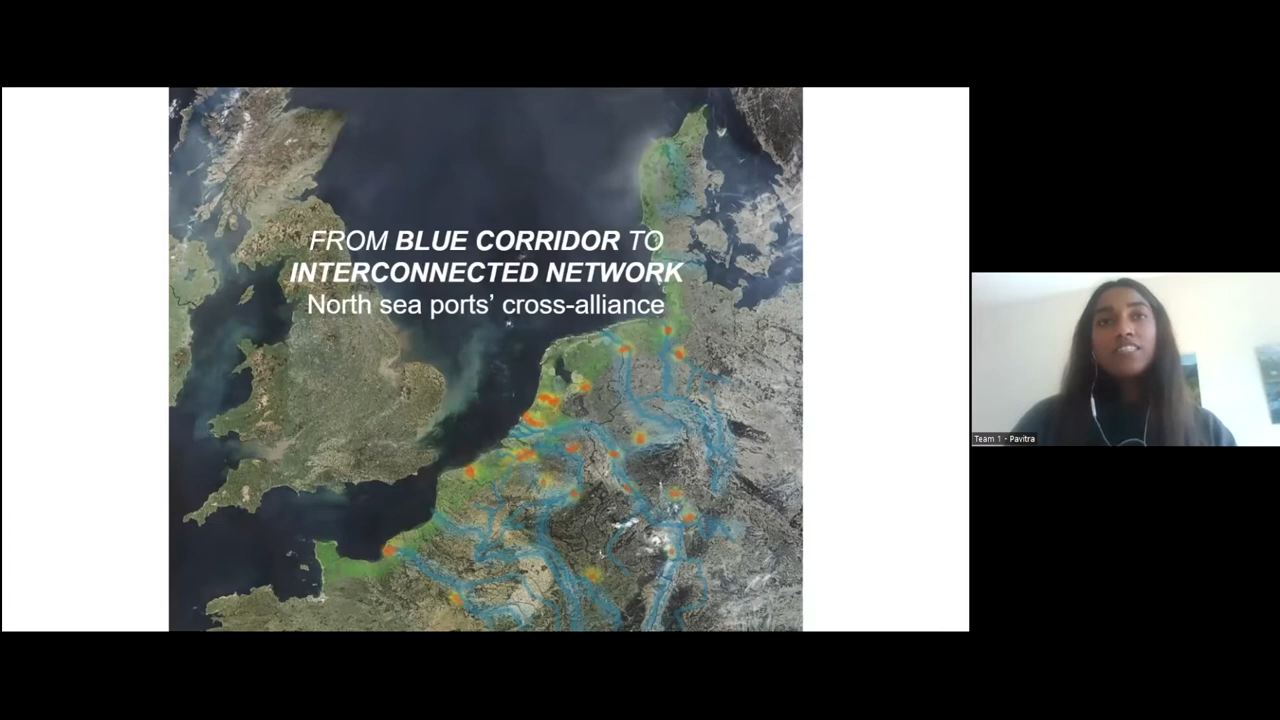 FROM BLUE CORRIDOR TO
INTERCONNECTED NETWORK
North sea ports’ cross-alliance
Team 1 - Pavitra